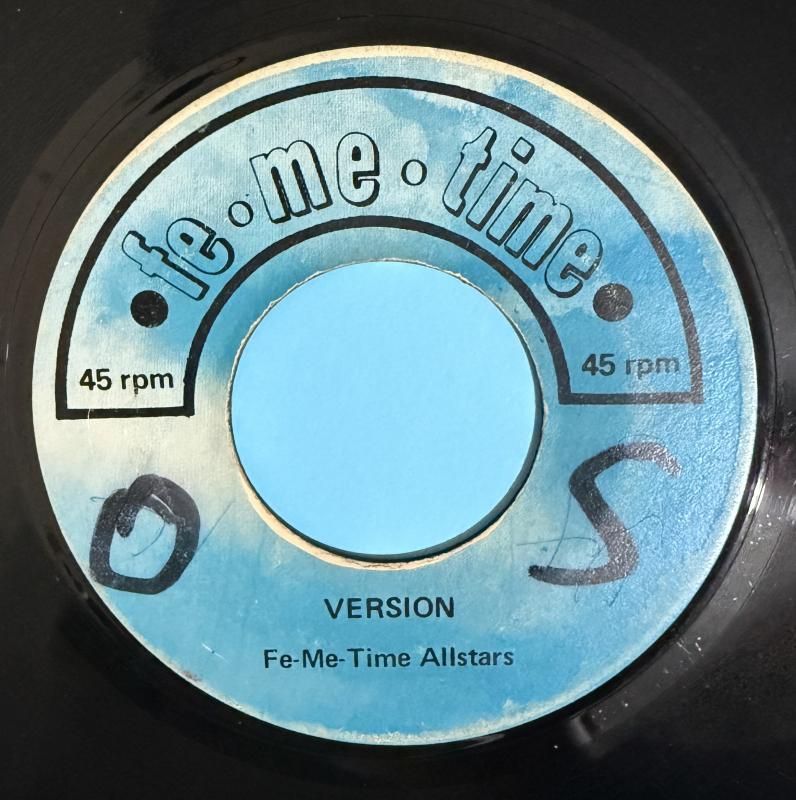 fe • me • time
45 rpm 45 rpm
O S
VERSION
Fe-Me-Time Allstars